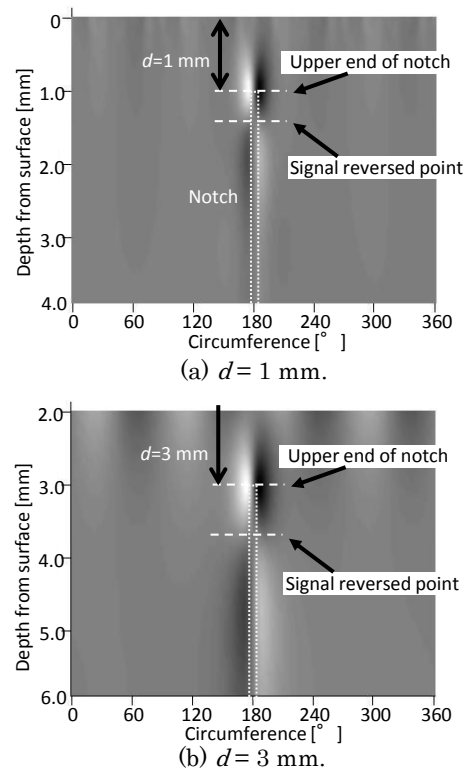 0
d=1 mm
Upper end of notch
1.0
Signal reversed point
2.0
Notch
3.0
4.0
Depth from surface [mm]
0 60 120 180 240 300 360
Circumference [° ]
(a) d = 1 mm.
2.0
d=3 mm
Upper end of notch
3.0
Signal reversed point
4.0
5.0
6.0
Depth from surface [mm]
0 60 120 180 240 300 360
Circumference [° ]
(b) d = 3 mm.